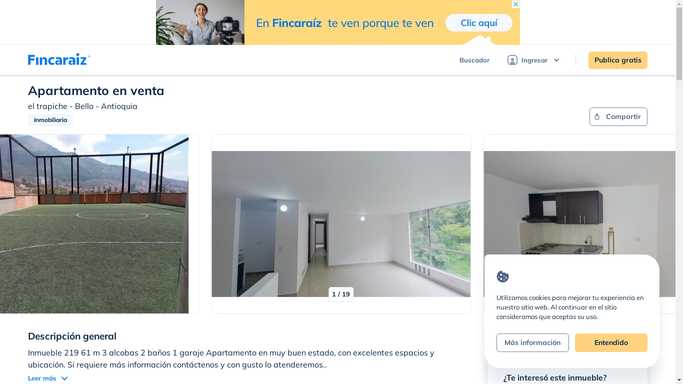 En Fincaraíz te ven porque te ven
Clic aquí
Fincaraiz
Buscador
Ingresar
Publica gratis
Apartamento en venta
el trapiche - Bello - Antioquia
Inmobiliaria
Compartir
1 / 19
Utilizamos cookies para mejorar tu experiencia en
nuestro sitio web. Al continuar en el sitio
consideramos que aceptas su uso.
Más información
Entendido
Descripción general
Inmueble 219 61 m 3 alcobas 2 baños 1 garaje Apartamento en muy buen estado, con excelentes espacios y
ubicación. Si requiere más información contáctenos y con gusto lo atenderemos..
Leer más
¿Te interesó este inmueble?